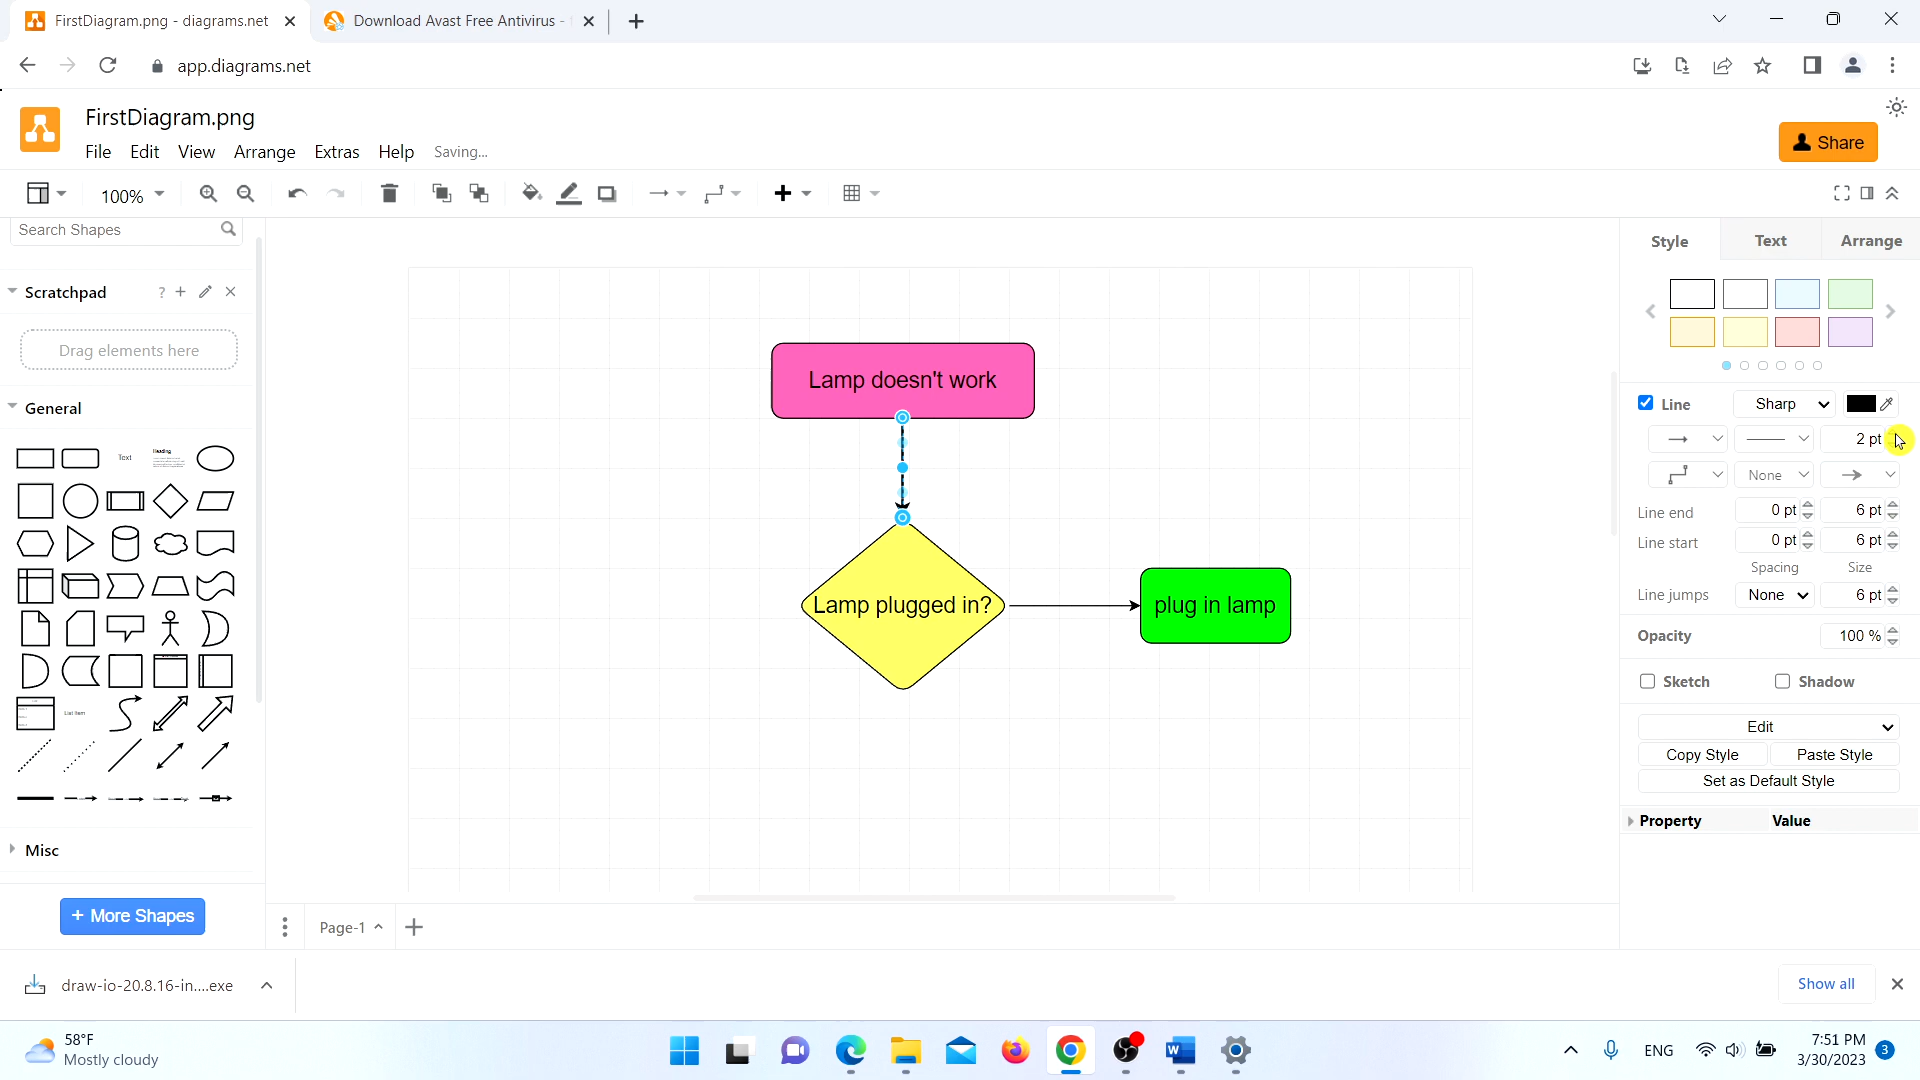 FirstDiagram.png - diagrams.net
Download Avast Free Antivirus -
app.diagrams.net
FirstDiagram.png
File Edit View Arrange Extras Help Saving...
Share
100%
Search Shapes
Style Text Arrange
Scratchpad ?
Drag elements here
Lamp doesn't work
Line Sharp
General
2 pt
Text Heading
None
Line end 0 pt 6 pt
Line start 0 pt 6 pt
Spacing Size
Line jumps None 6 pt
Lamp plugged in?
plug in lamp
Opacity 100 %
Sketch Shadow
List Item
Edit
Copy Style Paste Style
Set as Default Style
Property Value
Misc
+ More Shapes
Page-1
draw-io-20.8.16-in....exe
Show all
58°F
Mostly cloudy
ENG
7:51 PM
3/30/2023
3